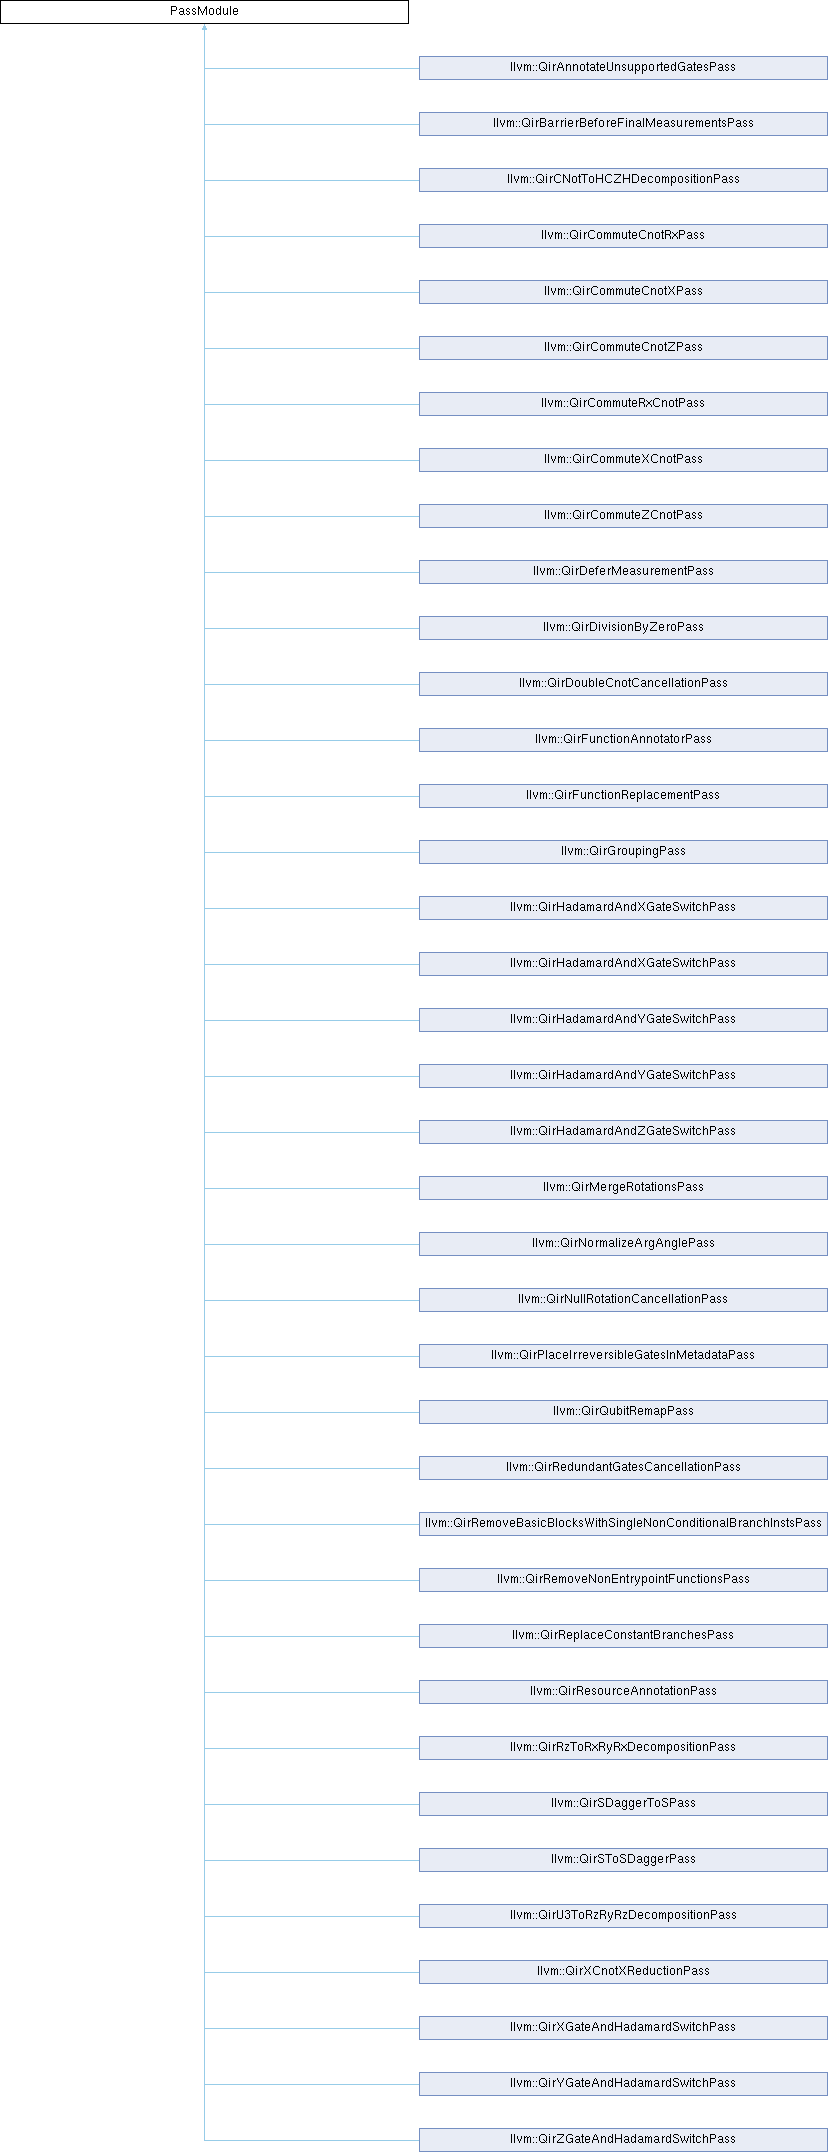 PassModule
llvm::QirAnnotateUnsupportedGatesPass
llvm::QirBarrierBeforeFinalMeasurementsPass
llvm::QirCNotToHCZHDecompositionPass
llvm::QirCommuteCnotRxPass
llvm::QirCommuteCnotXPass
llvm::QirCommuteCnotZPass
llvm::QirCommuteRxCnotPass
llvm::QirCommuteXCnotPass
llvm::QirCommuteZCnotPass
llvm::QirDeferMeasurementPass
llvm::QirDivisionByZeroPass
llvm::QirDoubleCnotCancellationPass
llvm::QirFunctionAnnotatorPass
llvm::QirFunctionReplacementPass
llvm::QirGroupingPass
llvm::QirHadamardAndXGateSwitchPass
llvm::QirHadamardAndXGateSwitchPass
llvm::QirHadamardAndYGateSwitchPass
llvm::QirHadamardAndYGateSwitchPass
llvm::QirHadamardAndZGateSwitchPass
llvm::QirMergeRotationsPass
llvm::QirNormalizeArgAnglePass
llvm::QirNullRotationCancellationPass
llvm::QirPlaceIrreversibleGatesInMetadataPass
llvm::QirQubitRemapPass
llvm::QirRedundantGatesCancellationPass
llvm::QirRemoveBasicBlocksWithSingleNonConditionalBranchInstsPass
llvm::QirRemoveNonEntrypointFunctionsPass
llvm::QirReplaceConstantBranchesPass
llvm::QirResourceAnnotationPass
llvm::QirRzToRxRyRxDecompositionPass
llvm::QirSDaggerToSPass
llvm::QirSToSDaggerPass
llvm::QirU3ToRzRyRzDecompositionPass
llvm::QirXCnotXReductionPass
llvm::QirXGateAndHadamardSwitchPass
llvm::QirYGateAndHadamardSwitchPass
llvm::QirZGateAndHadamardSwitchPass